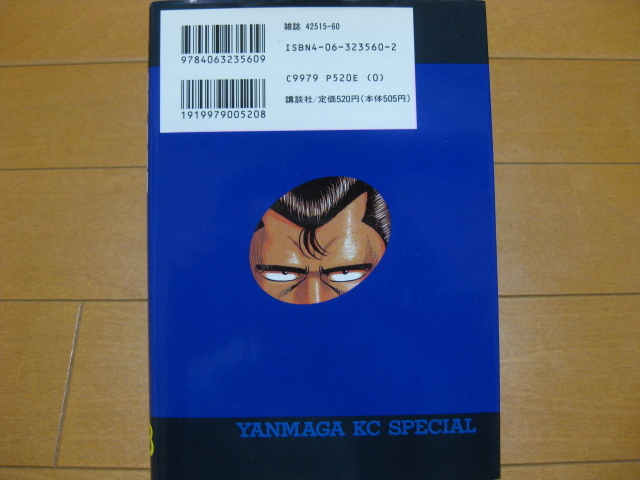 雑誌 42515-60
ISBN4-06-323560-2
9784063235609
C9979 P520E (0)
1919979005208
講談社/定価520円(本体505円)
YANMAGA KC SPECIAL